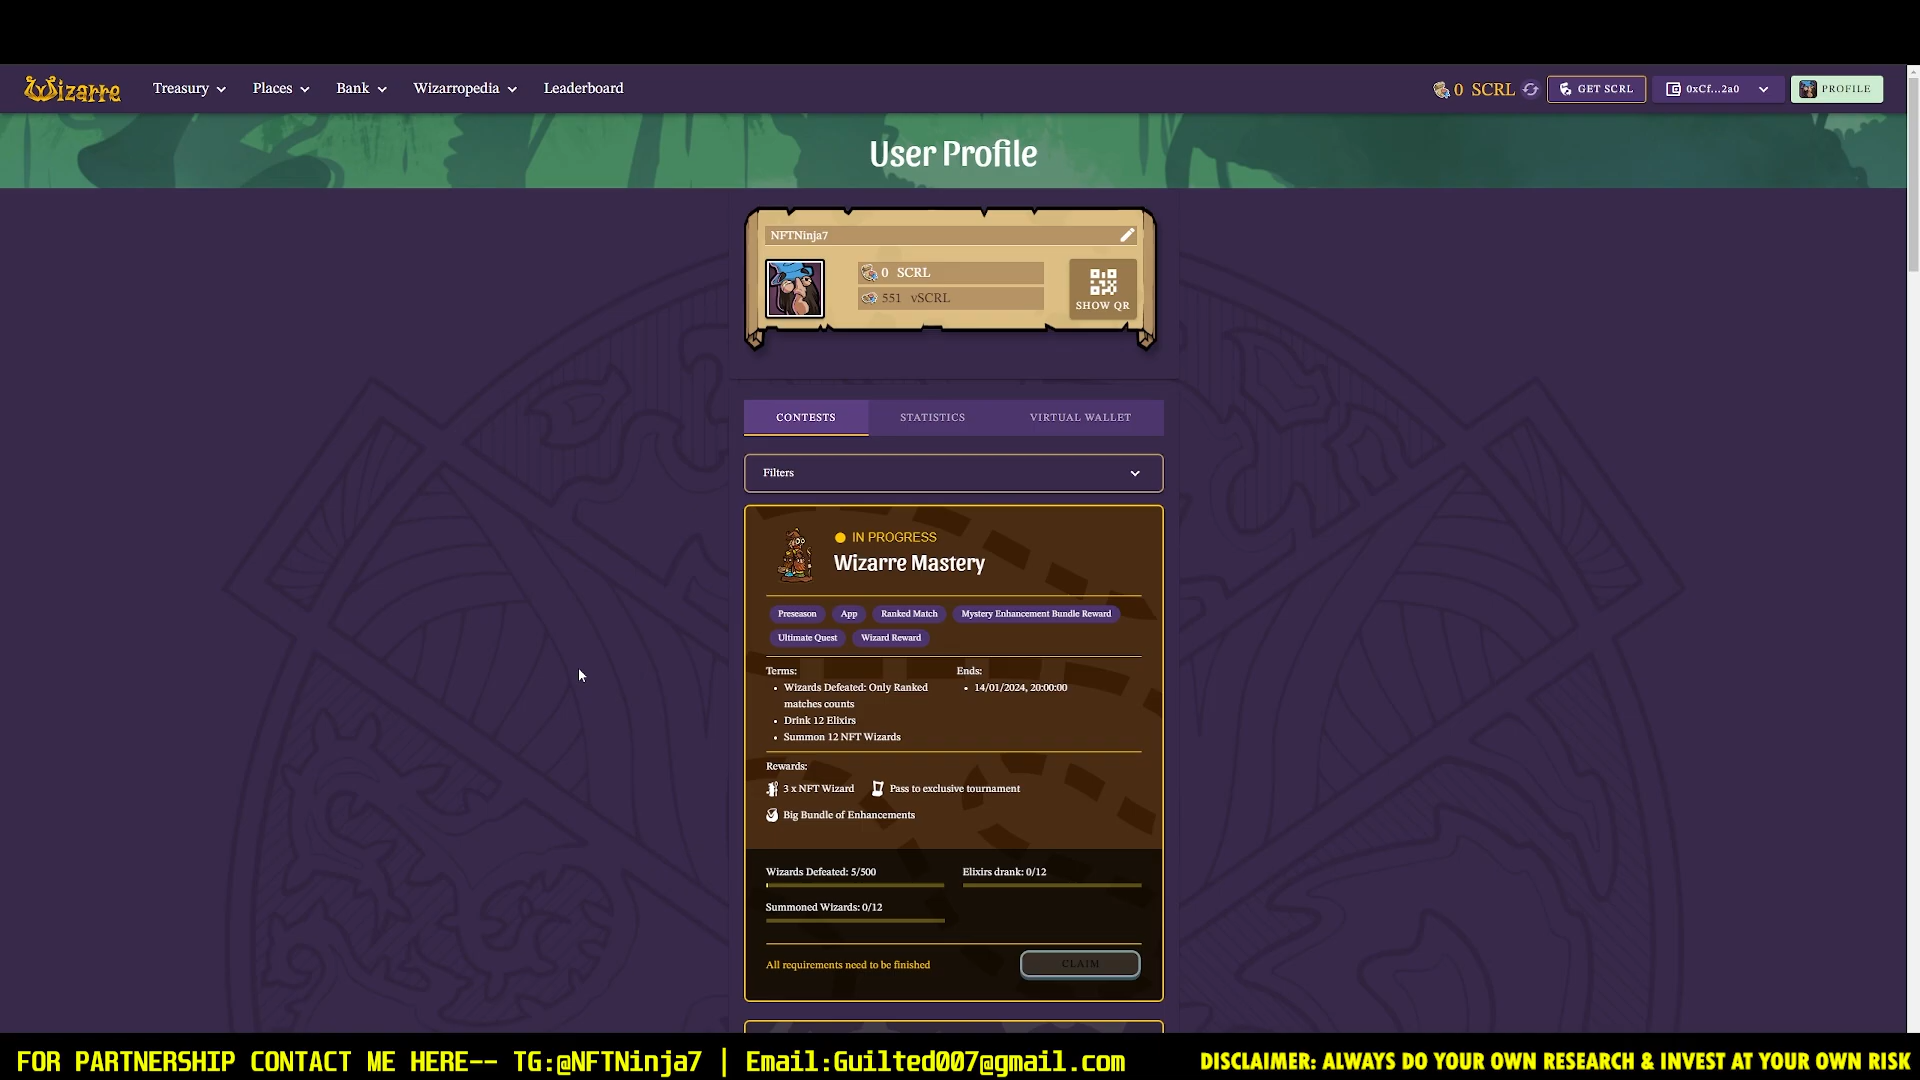 Wizarre Treasury Places Bank Wizarropedia Leaderboard 0 SCRL GET SCRL 0xCf...2a0 PROFILE
User Profile
NFTNinja7
0 SCRL
551 vSCRL
SHOW QR
CONTESTS STATISTICS VIRTUAL WALLET
Filters
IN PROGRESS
Wizarre Mastery
Preseason App Ranked Match Mystery Enhancement Bundle Reward
Ultimate Quest Wizard Reward
Terms:
Wizards Defeated: Only Ranked
matches counts
Drink 12 Elixirs
Summon 12 NFT Wizards
Ends:
14/01/2024, 20:00:00
Rewards:
3 x NFT Wizard Pass to exclusive tournament
Big Bundle of Enhancements
Wizards Defeated: 5/500 Elixirs drank: 0/12
Summoned Wizards: 0/12
All requirements need to be finished CLAIM
FOR PARTNERSHIP CONTACT ME HERE-- TG:@NFTNinja7 | Email:Guilted007@gmail.com DISCLAIMER: ALWAYS DO YOUR OWN RESEARCH & INVEST AT YOUR OWN RISK